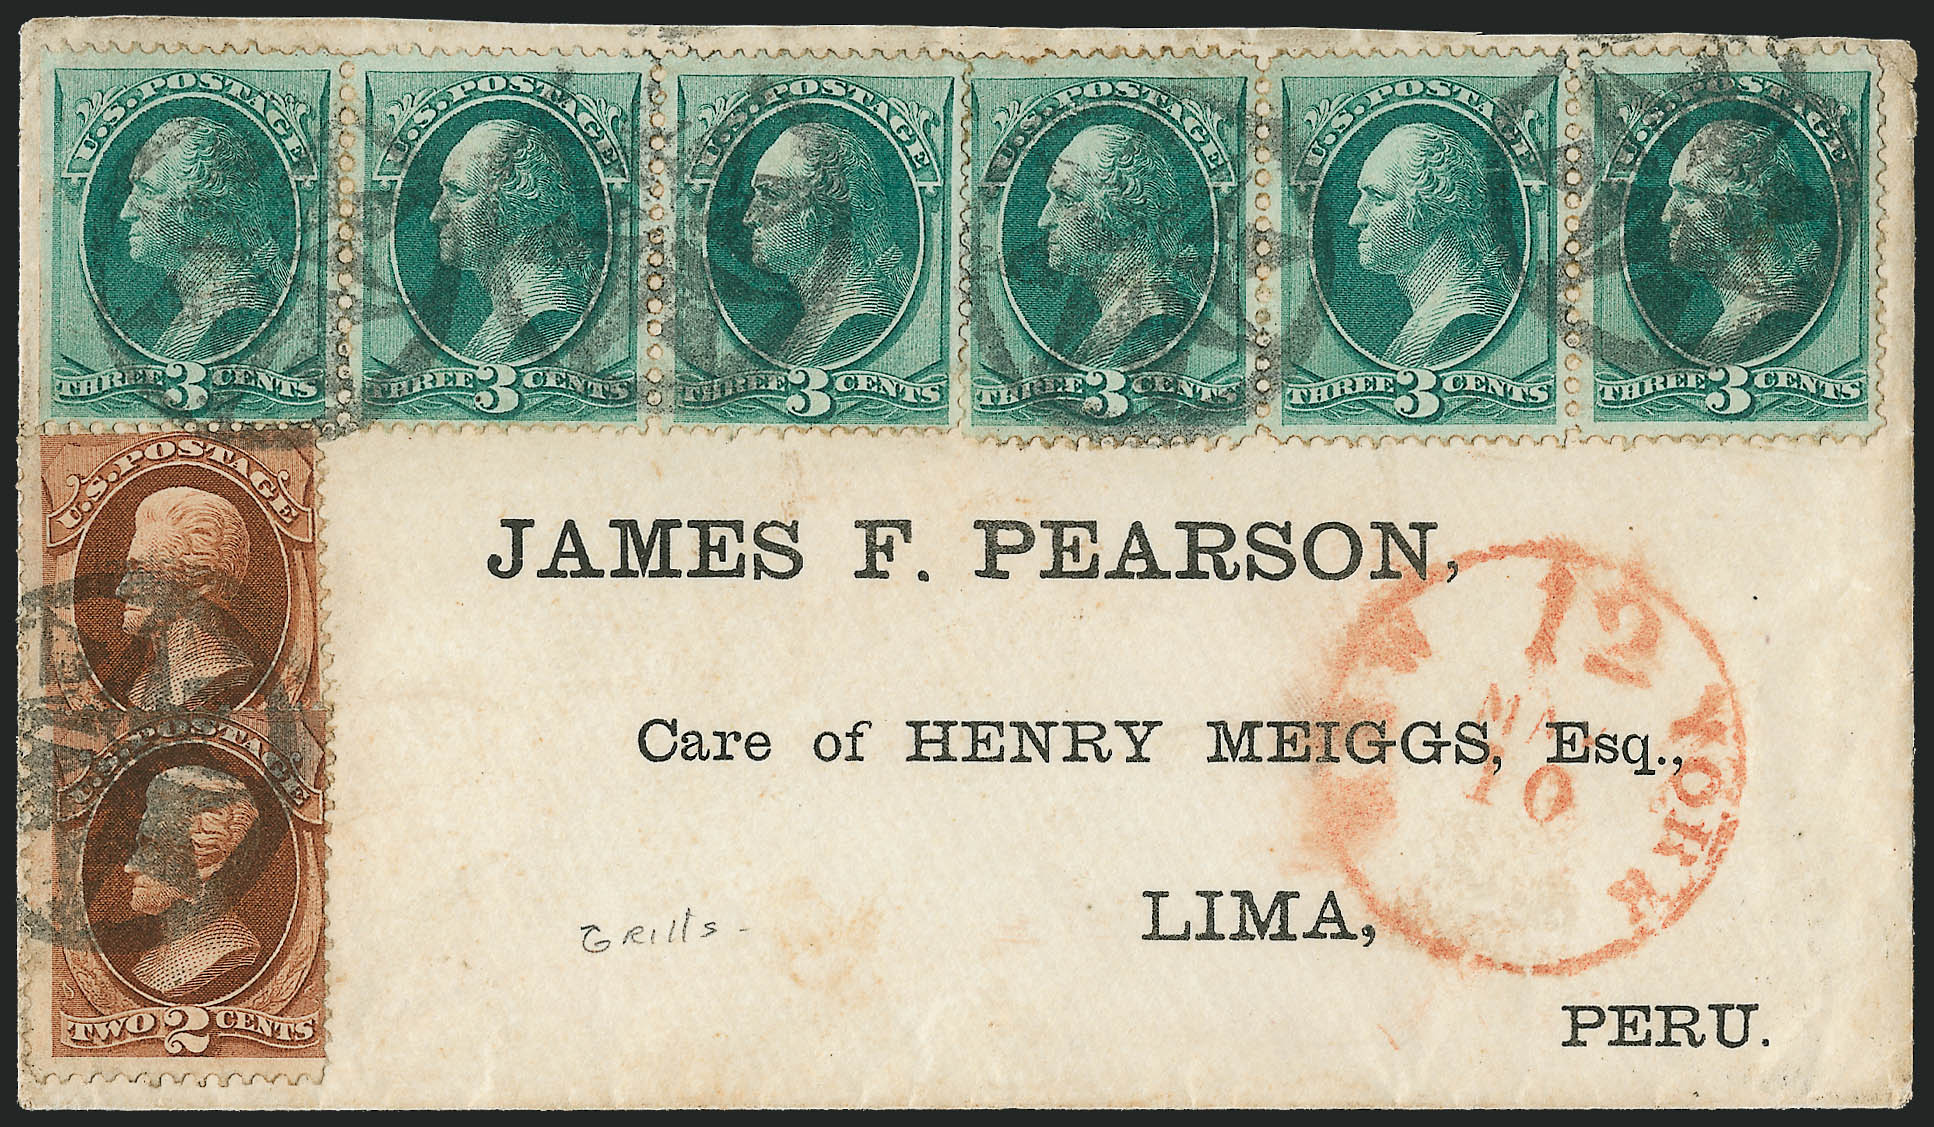 U.S. POSTAGE U.S. POSTAGE U.S. POSTAGE U.S. POSTAGE U.S. POSTAGE U.S. POSTAGE
THREE 3 CENTS THREE 3 CENTS THREE 3 CENTS THREE 3 CENTS THREE 3 CENTS THREE 3 CENTS
U.S. POSTAGE
U.S. POSTAGE
TWO 2 CENTS
JAMES F. PEARSON,
Care of HENRY MEIGGS, Esq.,
LIMA,
PERU.
GRIlls -
12
MA
10
YORK